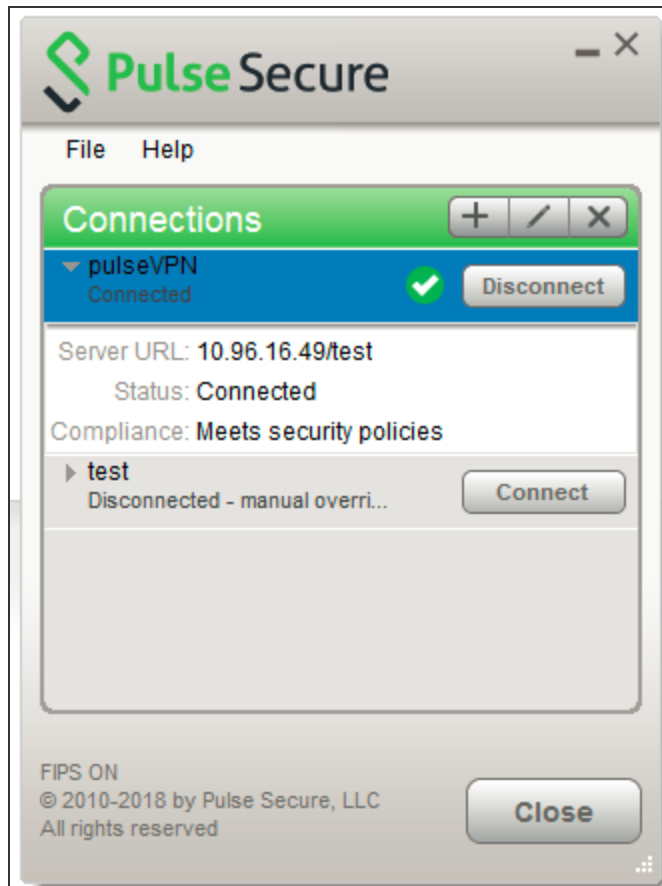 Pulse Secure
File Help
Connections
pulseVPN
Connected
Disconnect
Server URL: 10.96.16.49/test
Status: Connected
Compliance: Meets security policies
test
Disconnected - manual overri...
Connect
FIPS ON
© 2010-2018 by Pulse Secure, LLC
All rights reserved
Close